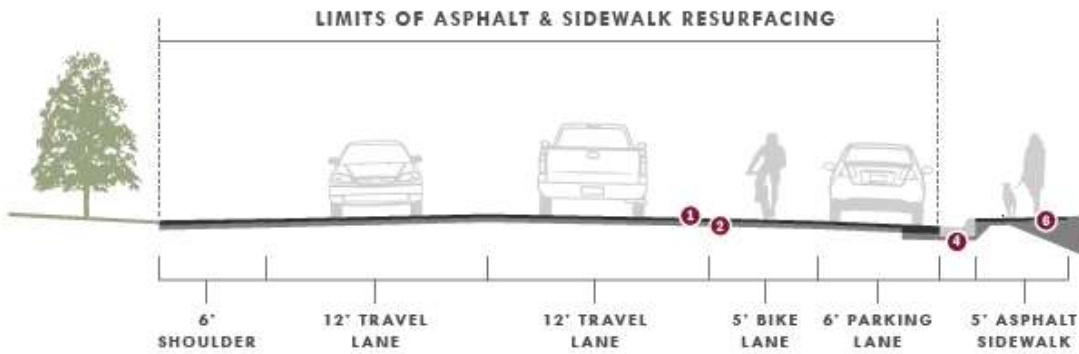 LIMITS OF ASPHALT & SIDEWALK RESURFACING
1
2
4
6
6' SHOULDER
12' TRAVEL LANE
12' TRAVEL LANE
5' BIKE LANE
6' PARKING LANE
5' ASPHALT SIDEWALK